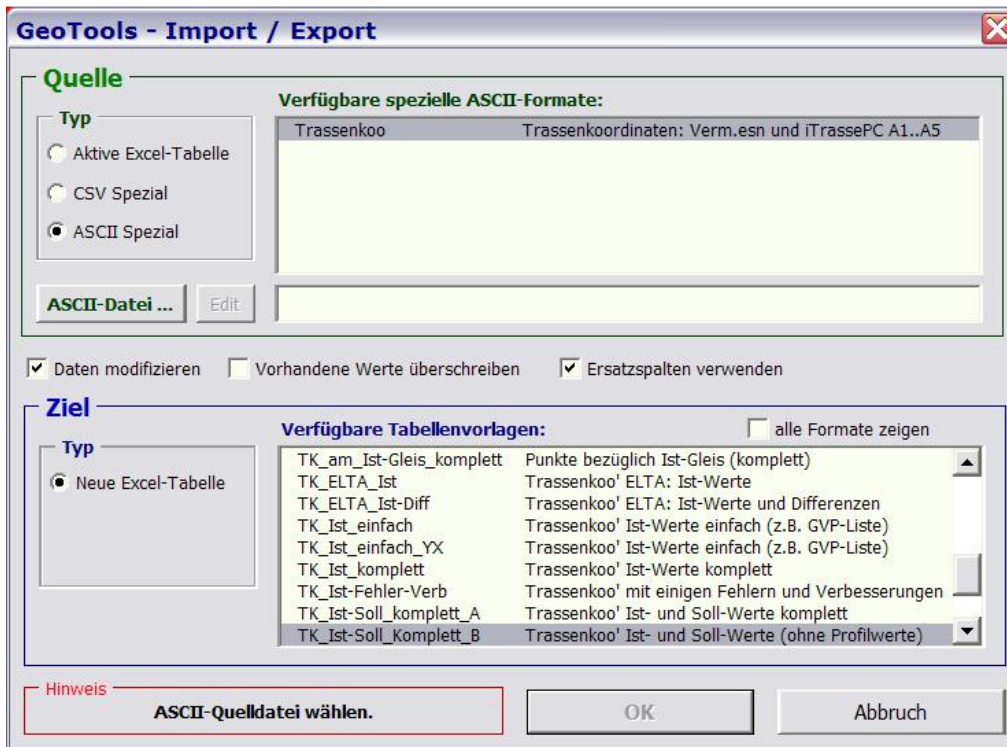 GeoTools - Import / Export
Quelle
Typ
Aktive Excel-Tabelle
CSV Spezial
ASCII Spezial
Verfügbare spezielle ASCII-Formate:
Trassenkoo Trassenkoordinaten: Verm.esn und iTrassePC A1..A5
ASCII-Datei ... Edit
Daten modifizieren Vorhandene Werte überschreiben Ersatzspalten verwenden
Ziel
Typ
Neue Excel-Tabelle
Verfügbare Tabellenvorlagen: alle Formate zeigen
TK_am_Ist-Gleis_komplett Punkte bezüglich Ist-Gleis (komplett)
TK_ELTA_Ist Trassenkoo' ELTA: Ist-Werte
TK_ELTA_Ist-Diff Trassenkoo' ELTA: Ist-Werte und Differenzen
TK_Ist_einfach Trassenkoo' Ist-Werte einfach (z.B. GVP-Liste)
TK_Ist_einfach_YX Trassenkoo' Ist-Werte einfach (z.B. GVP-Liste)
TK_Ist_komplett Trassenkoo' Ist-Werte komplett
TK_Ist-Fehler-Verb Trassenkoo' mit einigen Fehlern und Verbesserungen
TK_Ist-Soll_komplett_A Trassenkoo' Ist- und Soll-Werte komplett
TK_Ist-Soll_Komplett_B Trassenkoo' Ist- und Soll-Werte (ohne Profilwerte)
Hinweis
ASCII-Quelldatei wählen.
OK Abbruch